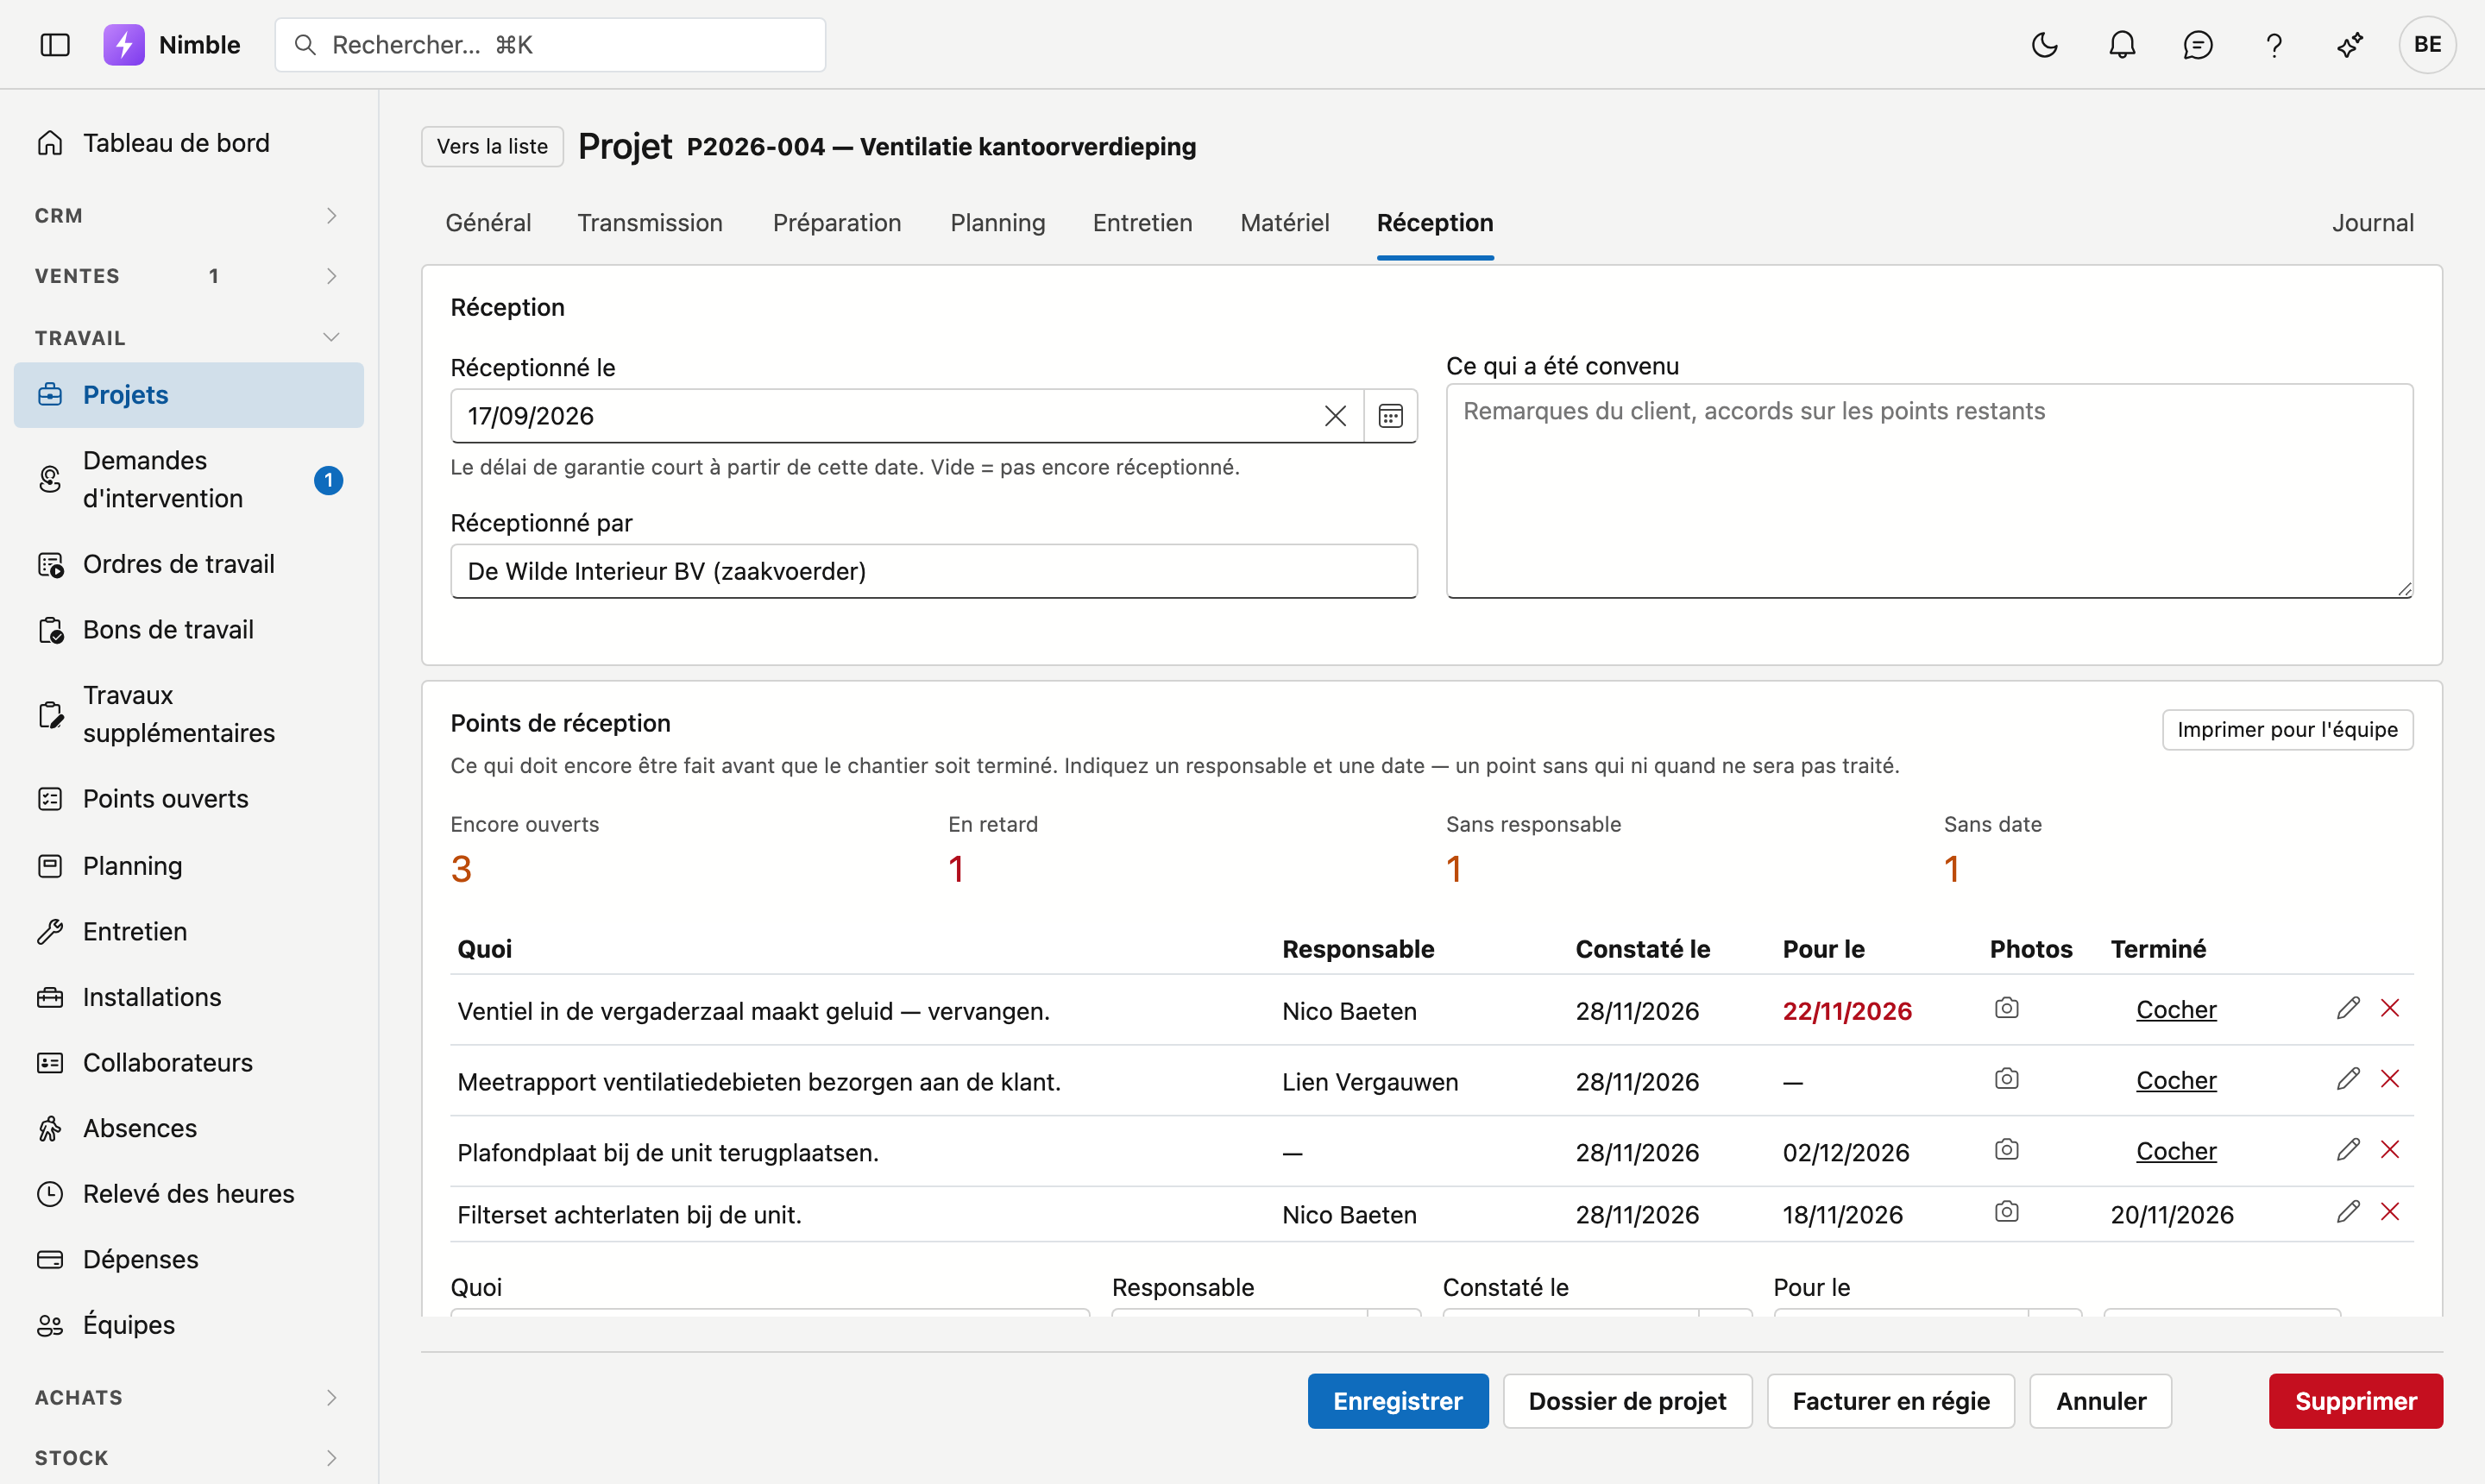 Nimble
Rechercher... ⌘K
BE
Tableau de bord
CRM
VENTES 1
TRAVAIL
Projets
Demandes
d'intervention
1
Ordres de travail
Bons de travail
Travaux
supplémentaires
Points ouverts
Planning
Entretien
Installations
Collaborateurs
Absences
Relevé des heures
Dépenses
Équipes
ACHATS
STOCK
Vers la liste
Projet P2026-004 — Ventilatie kantoorverdieping
Général Transmission Préparation Planning Entretien Matériel Réception Journal
Réception
Réceptionné le
17/09/2026
Le délai de garantie court à partir de cette date. Vide = pas encore réceptionné.
Réceptionné par
De Wilde Interieur BV (zaakvoerder)
Ce qui a été convenu
Remarques du client, accords sur les points restants
Points de réception
Imprimer pour l'équipe
Ce qui doit encore être fait avant que le chantier soit terminé. Indiquez un responsable et une date — un point sans qui ni quand ne sera pas traité.
Encore ouverts En retard Sans responsable Sans date
3 1 1 1
Quoi Responsable Constaté le Pour le Photos Terminé
Ventiel in de vergaderzaal maakt geluid — vervangen. Nico Baeten 28/11/2026 22/11/2026 Cocher
Meetrapport ventilatiedebieten bezorgen aan de klant. Lien Vergauwen 28/11/2026 — Cocher
Plafondplaat bij de unit terugplaatsen. — 28/11/2026 02/12/2026 Cocher
Filterset achterlaten bij de unit. Nico Baeten 28/11/2026 18/11/2026 20/11/2026
Quoi Responsable Constaté le Pour le
Enregistrer Dossier de projet Facturer en régie Annuler Supprimer